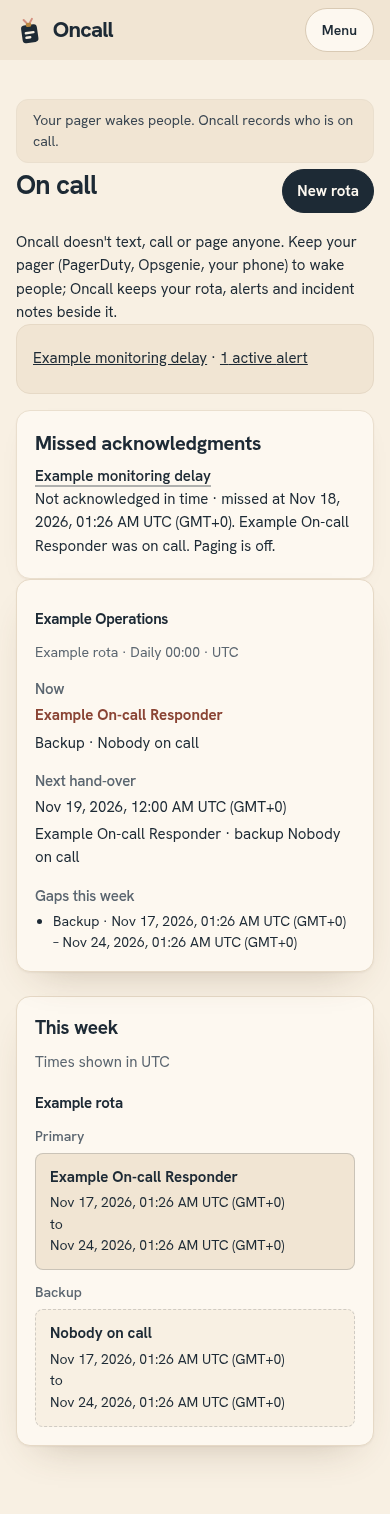 Oncall
Menu
Your pager wakes people. Oncall records who is on
call.
On call
New rota
Oncall doesn't text, call or page anyone. Keep your
pager (PagerDuty, Opsgenie, your phone) to wake
people; Oncall keeps your rota, alerts and incident
notes beside it.
Example monitoring delay · 1 active alert
Missed acknowledgments
Example monitoring delay
Not acknowledged in time · missed at Nov 18,
2026, 01:26 AM UTC (GMT+0). Example On-call
Responder was on call. Paging is off.
Example Operations
Example rota · Daily 00:00 · UTC
Now
Example On-call Responder
Backup · Nobody on call
Next hand-over
Nov 19, 2026, 12:00 AM UTC (GMT+0)
Example On-call Responder · backup Nobody
on call
Gaps this week
• Backup · Nov 17, 2026, 01:26 AM UTC (GMT+0)
– Nov 24, 2026, 01:26 AM UTC (GMT+0)
This week
Times shown in UTC
Example rota
Primary
Example On-call Responder
Nov 17, 2026, 01:26 AM UTC (GMT+0)
to
Nov 24, 2026, 01:26 AM UTC (GMT+0)
Backup
Nobody on call
Nov 17, 2026, 01:26 AM UTC (GMT+0)
to
Nov 24, 2026, 01:26 AM UTC (GMT+0)